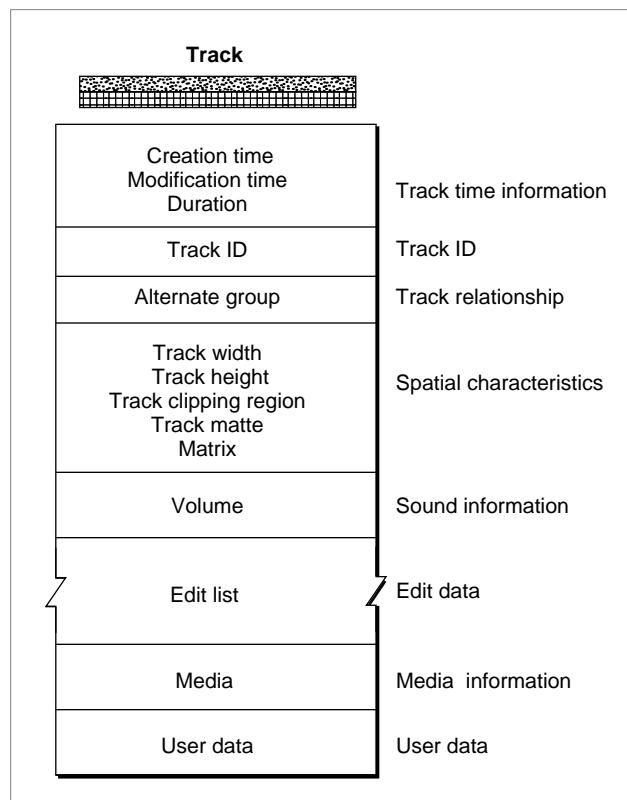 Track
Creation time
Modification time
Duration
Track time information
Track ID
Track ID
Alternate group
Track relationship
Track width
Track height
Track clipping region
Track matte
Matrix
Spatial characteristics
Volume
Sound information
Edit list
Edit data
Media
Media information
User data
User data